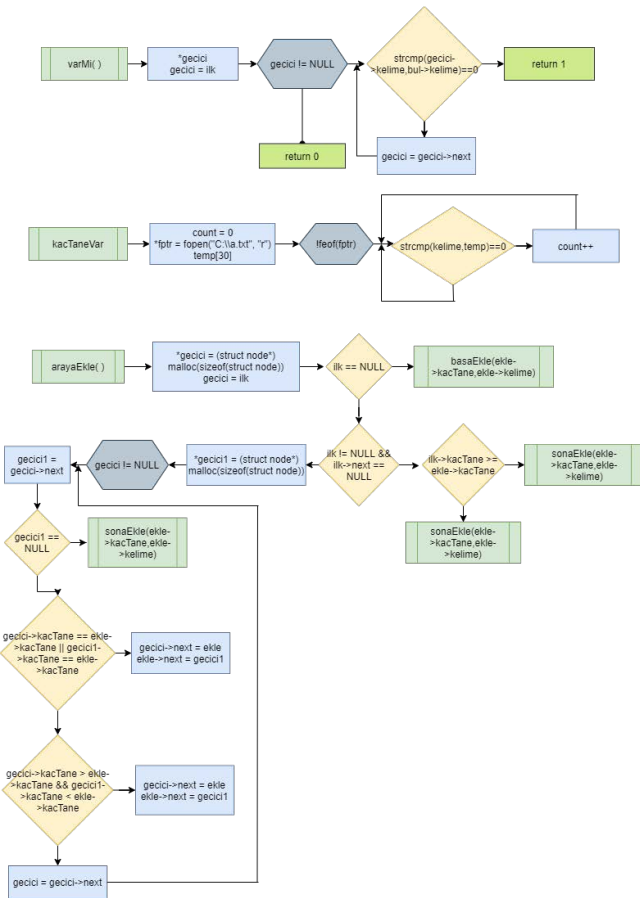 varMi( )
*gecici
gecici = ilk
gecici != NULL
strcmp(gecici-
>kelime,bul->kelime)==0
return 1
return 0
gecici = gecici->next
kacTaneVar
count = 0
*fptr = fopen("C:\\a.txt", "r")
temp[30]
!feof(fptr)
strcmp(kelime,temp)==0
count++
arayaEkle( )
*gecici = (struct node*)
malloc(sizeof(struct node))
gecici = ilk
ilk == NULL
basaEkle(ekle-
>kacTane,ekle->kelime)
gecici1 =
gecici->next
gecici != NULL
*gecici1 = (struct node*)
malloc(sizeof(struct node))
ilk != NULL &&
ilk->next ==
NULL
ilk->kacTane >=
ekle->kacTane
sonaEkle(ekle-
>kacTane,ekle-
>kelime)
sonaEkle(ekle-
>kacTane,ekle-
>kelime)
gecici1 ==
NULL
sonaEkle(ekle-
>kacTane,ekle-
>kelime)
gecici->kacTane == ekle-
>kacTane || gecici1-
>kacTane == ekle-
>kacTane
gecici->next = ekle
ekle->next = gecici1
gecici->kacTane > ekle-
>kacTane && gecici1-
>kacTane < ekle-
>kacTane
gecici->next = ekle
ekle->next = gecici1
gecici = gecici->next